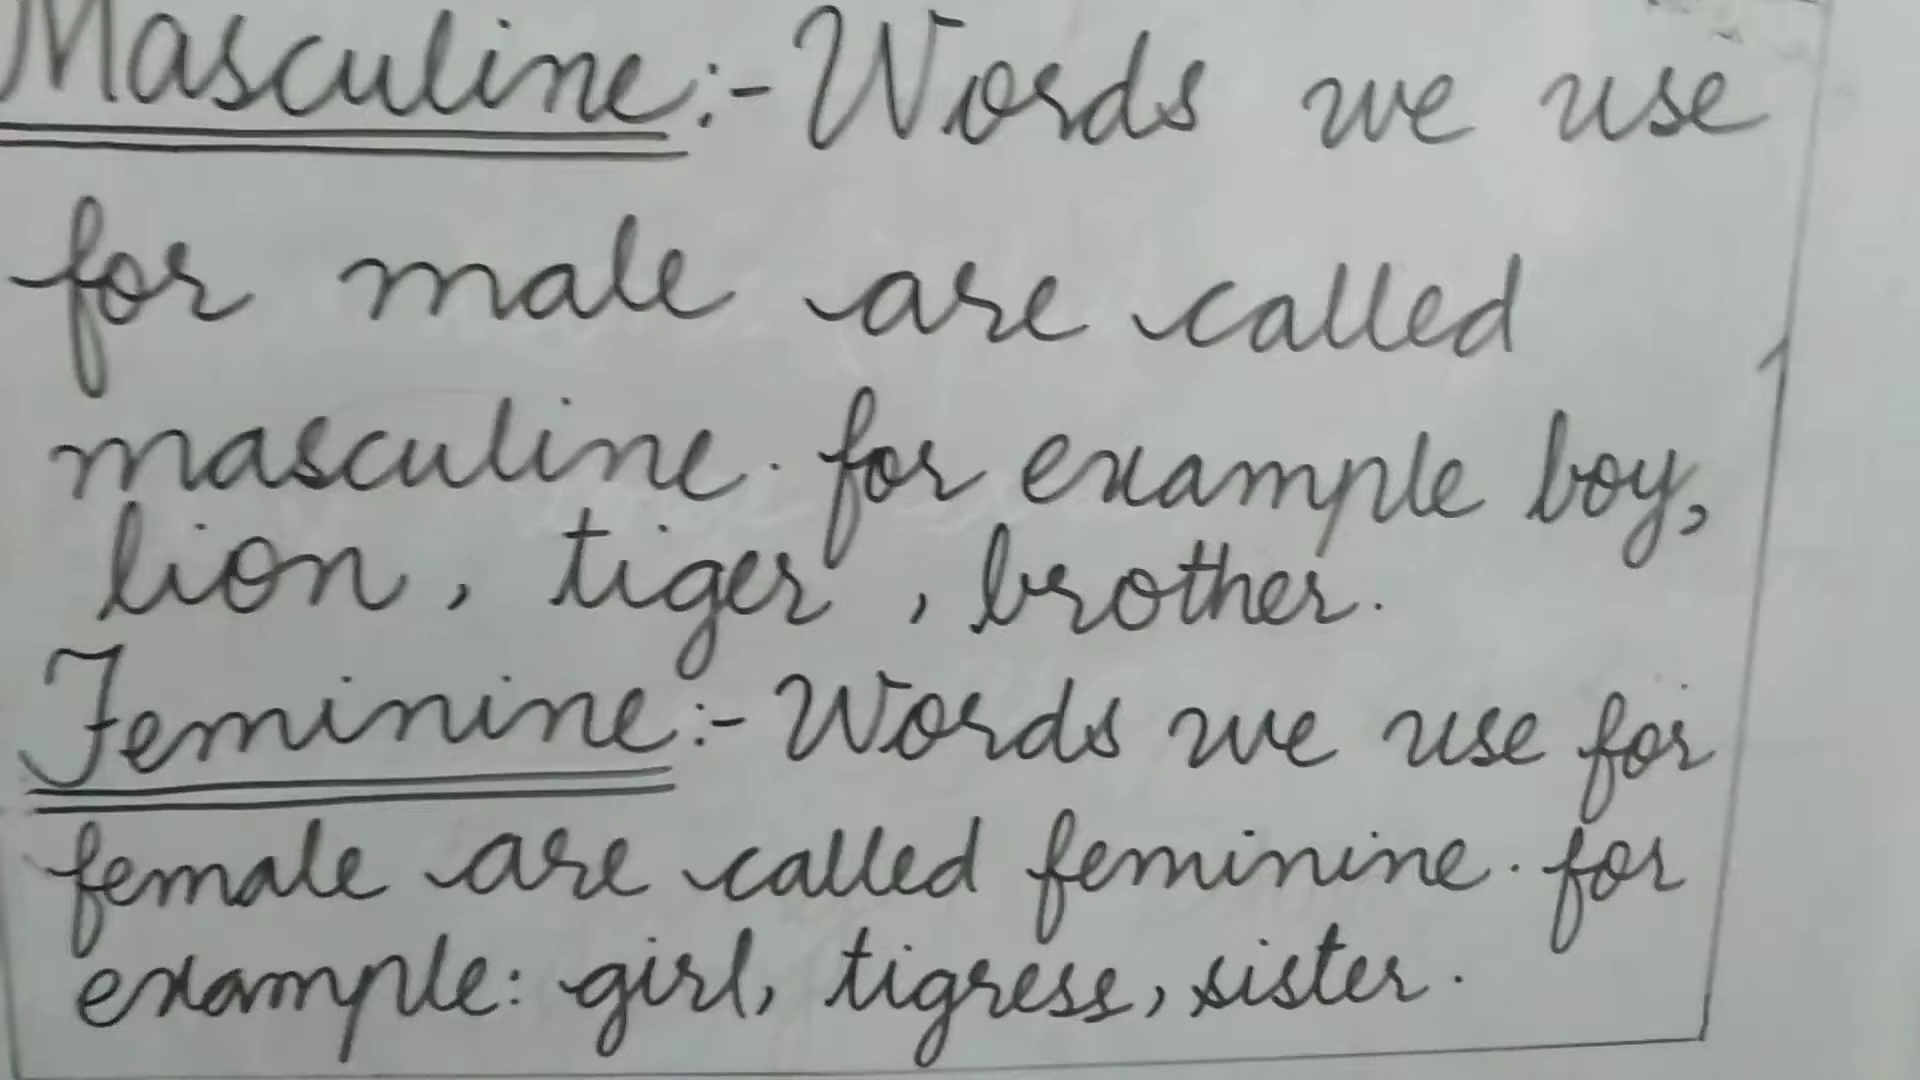 Masculine:- Words we use
for male are called
masculine. for example boy,
lion, tiger, brother.
Feminine:- Words we use for
female are called feminine. for
example: girl, tigress, sister.